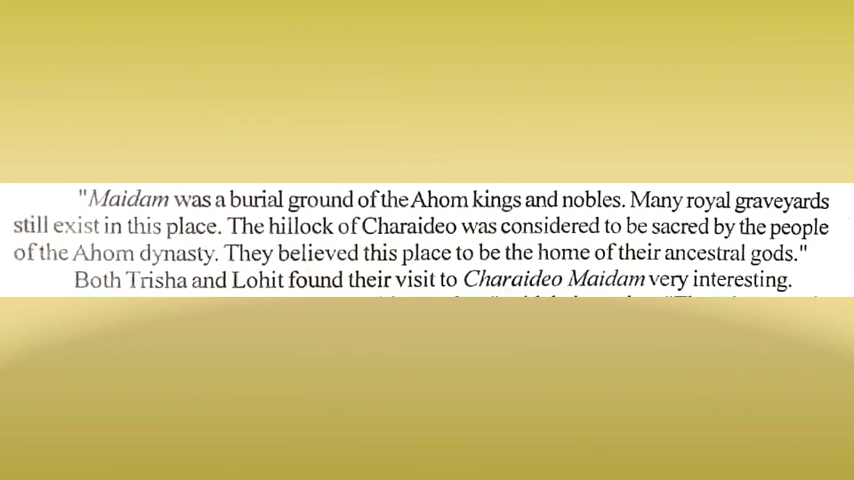 "Maidam was a burial ground of the Ahom kings and nobles. Many royal graveyards
still exist in this place. The hillock of Charaideo was considered to be sacred by the people
of the Ahom dynasty. They believed this place to be the home of their ancestral gods."
Both Trisha and Lohit found their visit to Charaideo Maidam very interesting.